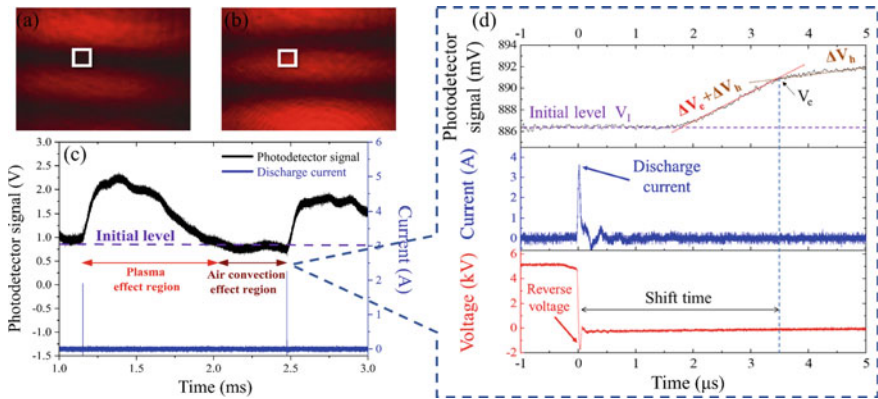 (a)
(b)
(c)
Photodetector signal
Discharge current
Initial level
Plasma
effect region
Air convection
effect region
Photodetector signal (V)
3.0
2.5
2.0
1.5
1.0
0.5
0.0
-0.5
-1.0
-1.5
6
5
4
3
2
1
0
Current (A)
1.0 1.5 2.0 2.5 3.0
Time (ms)
(d)
-1 0 1 2 3 4 5
Photodetector
signal (mV)
892
890
888
886
Initial level V_I
ΔV_e+ΔV_h
ΔV_h
V_c
Current (A)
4
3
2
1
0
Discharge
current
Voltage (kV)
6
4
2
0
-2
Reverse
voltage
Shift time
-1 0 1 2 3 4 5
Time (μs)